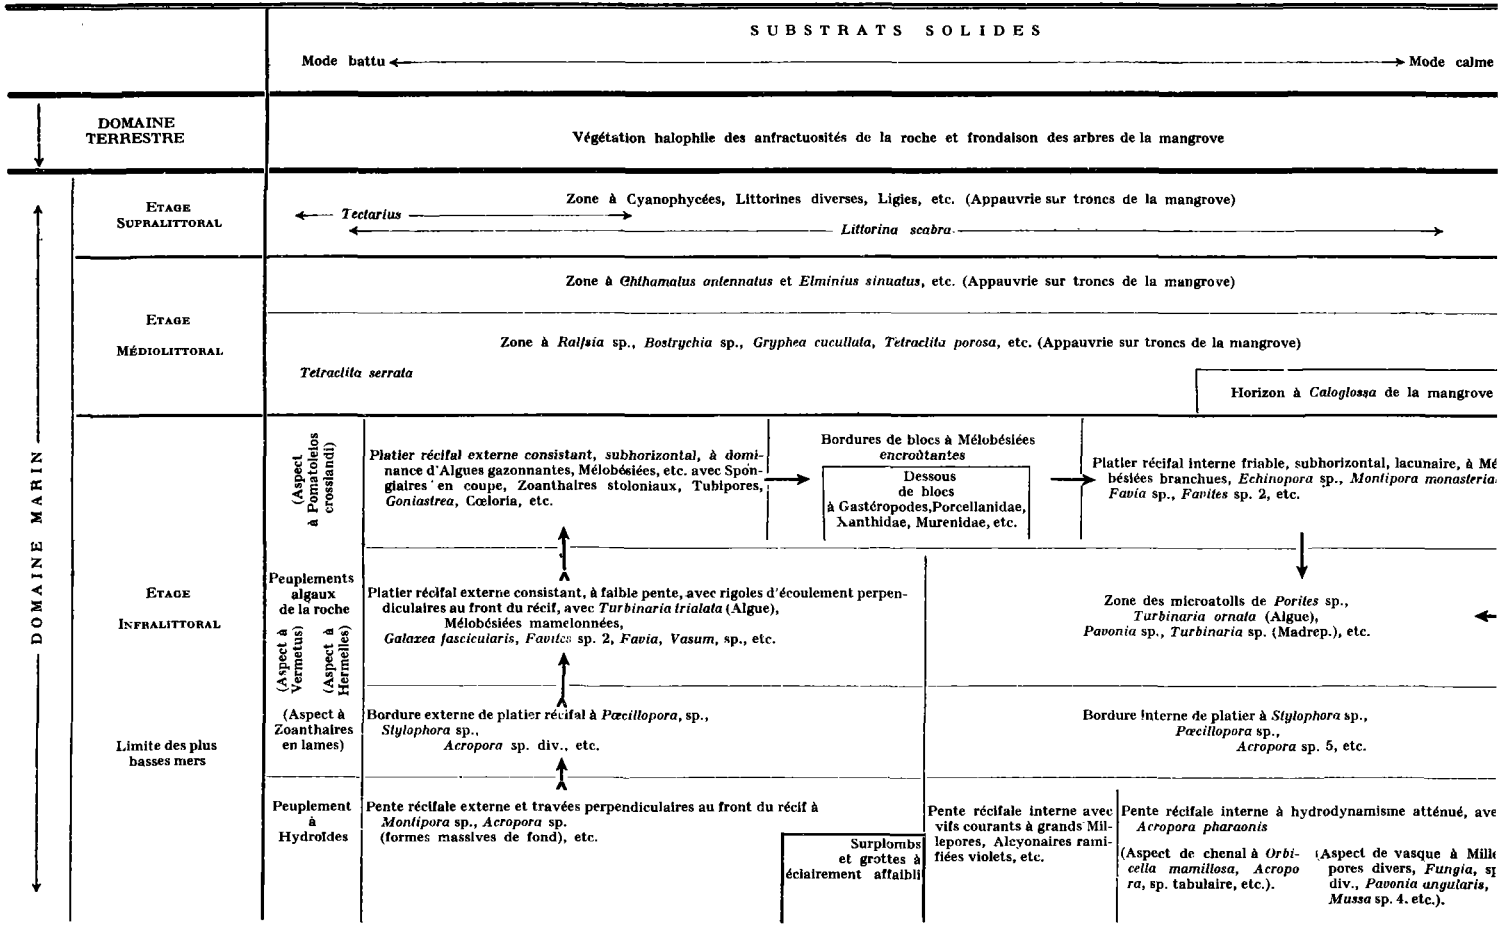 SUBSTRATS SOLIDES
Mode battu
Mode calme
DOMAINE
TERRESTRE
Végétation halophile des anfractuosités de la roche et frondaison des arbres de la mangrove
DOMAINE MARIN
ETAGE
SUPRALITTORAL
Zone à Cyanophycées, Littorines diverses, Ligies, etc. (Appauvrie sur troncs de la mangrove)
Tectarius
Littorina scabra
ETAGE
MÉDIOLITTORAL
Zone à Chthamalus antennatus et Elminius sinuatus, etc. (Appauvrie sur troncs de la mangrove)
Zone à Ralfsia sp., Bostrychia sp., Gryphea cucullata, Tetraclita porosa, etc. (Appauvrie sur troncs de la mangrove)
Tetraclita serrata
Horizon à Caloglossa de la mangrove
ETAGE
INFRALITTORAL
Limite des plus
basses mers
(Aspect
à Pomatoleios
crosslandi)
Platier récifal externe consistant, subhorizontal, à domi-
nance d'Algues gazonnantes, Mélobésiées, etc. avec Spon-
giaires en coupe, Zoanthaires stoloniaux, Tubipores,
Goniastrea, Cœloria, etc.
Bordures de blocs à Mélobésiées
encroûtantes
Dessous
de blocs
à Gastéropodes, Porcellanidae,
Xanthidae, Murenidae, etc.
Platier récifal interne friable, subhorizontal, lacunaire, à Mé
bésiées branchues, Echinopora sp., Montipora monasteria
Favia sp., Favites sp. 2, etc.
Peuplements
algaux
de la roche
(Aspect à
Vermetus)
(Aspect à
Hermelles)
Platier récifal externe consistant, à faible pente, avec rigoles d'écoulement perpen-
diculaires au front du récif, avec Turbinaria trialata (Algue),
Mélobésiées mamelonnées,
Galaxea fascicularis, Favites sp. 2, Favia, Vasum, sp., etc.
Zone des microatolls de Porites sp.,
Turbinaria ornata (Algue),
Pavonia sp., Turbinaria sp. (Madrep.), etc.
(Aspect à
Zoanthaires
en lames)
Bordure externe de platier récifal à Pœcillopora, sp.,
Stylophora sp.,
Acropora sp. div., etc.
Bordure interne de platier à Stylophora sp.,
Pœcillopora sp.,
Acropora sp. 5, etc.
Peuplement
à
Hydroïdes
Pente récifale externe et travées perpendiculaires au front du récif à
Montipora sp., Acropora sp.
(formes massives de fond), etc.
Surplombs
et grottes à
éclairement affaibli
Pente récifale interne avec
vifs courants à grands Mil-
lepores, Alcyonaires rami-
fiées violets, etc.
Pente récifale interne à hydrodynamisme atténué, ave
Acropora pharaonis
(Aspect de chenal à Orbi-
cella mamillosa, Acropo
ra, sp. tabulaire, etc.).
(Aspect de vasque à Mille
pores divers, Fungia, sp
div., Pavonia angularis,
Mussa sp. 4. etc.).